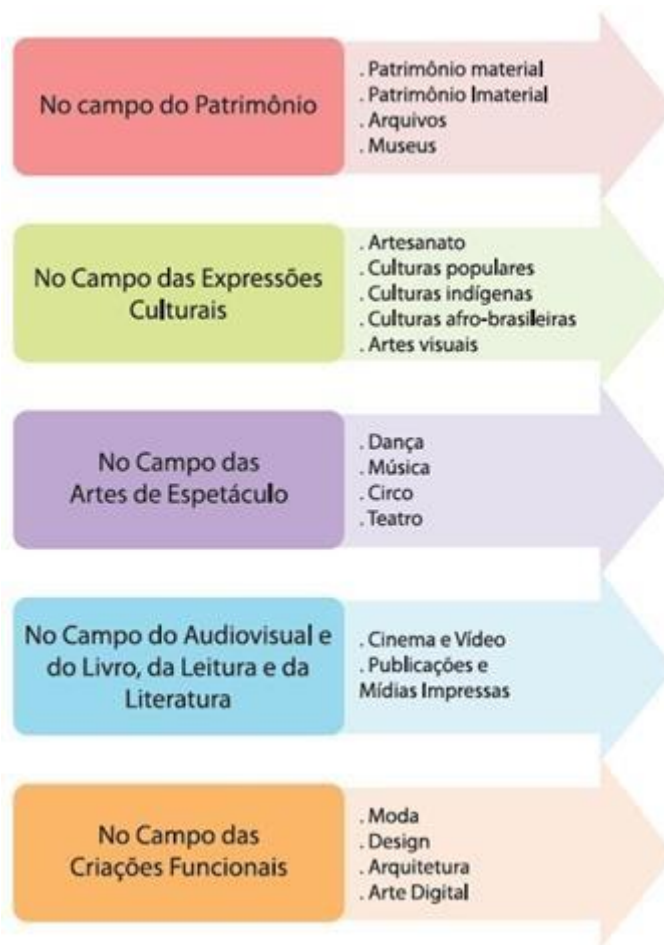 No campo do Patrimônio
. Patrimônio material
. Patrimônio Imaterial
. Arquivos
. Museus
No Campo das Expressões
Culturais
. Artesanato
. Culturas populares
. Culturas indígenas
. Culturas afro-brasileiras
. Artes visuais
No Campo das
Artes de Espetáculo
. Dança
. Música
. Circo
. Teatro
No Campo do Audiovisual e
do Livro, da Leitura e da
Literatura
. Cinema e Vídeo
. Publicações e
Mídias Impressas
No Campo das
Criações Funcionais
. Moda
. Design
. Arquitetura
. Arte Digital